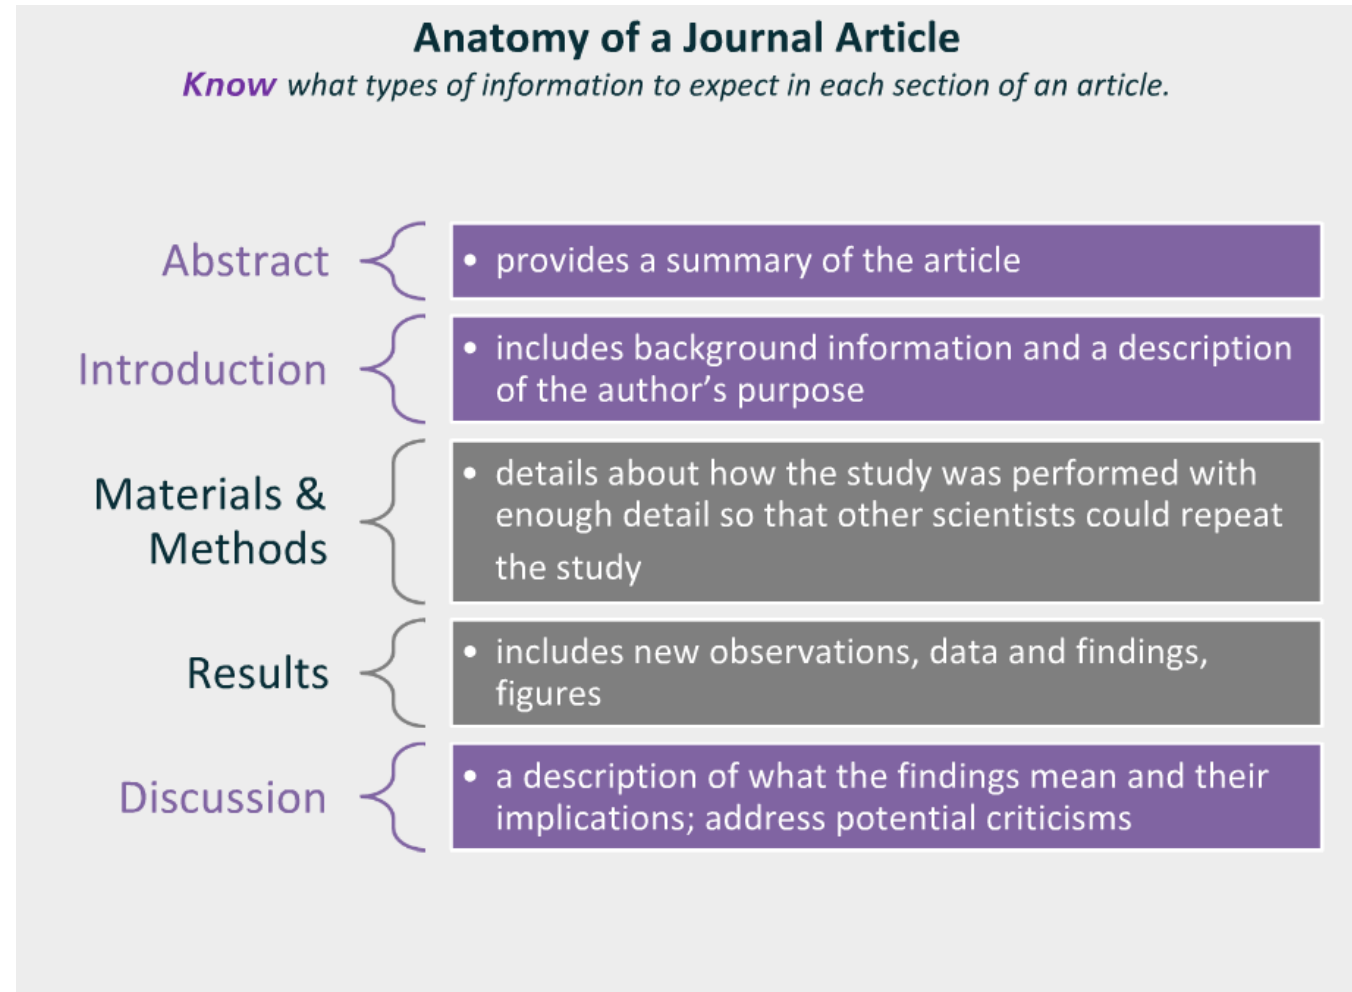 Anatomy of a Journal Article
Know what types of information to expect in each section of an article.
Abstract
• provides a summary of the article
Introduction
• includes background information and a description
of the author’s purpose
Materials &
Methods
• details about how the study was performed with
enough detail so that other scientists could repeat
the study
Results
• includes new observations, data and findings,
figures
Discussion
• a description of what the findings mean and their
implications; address potential criticisms